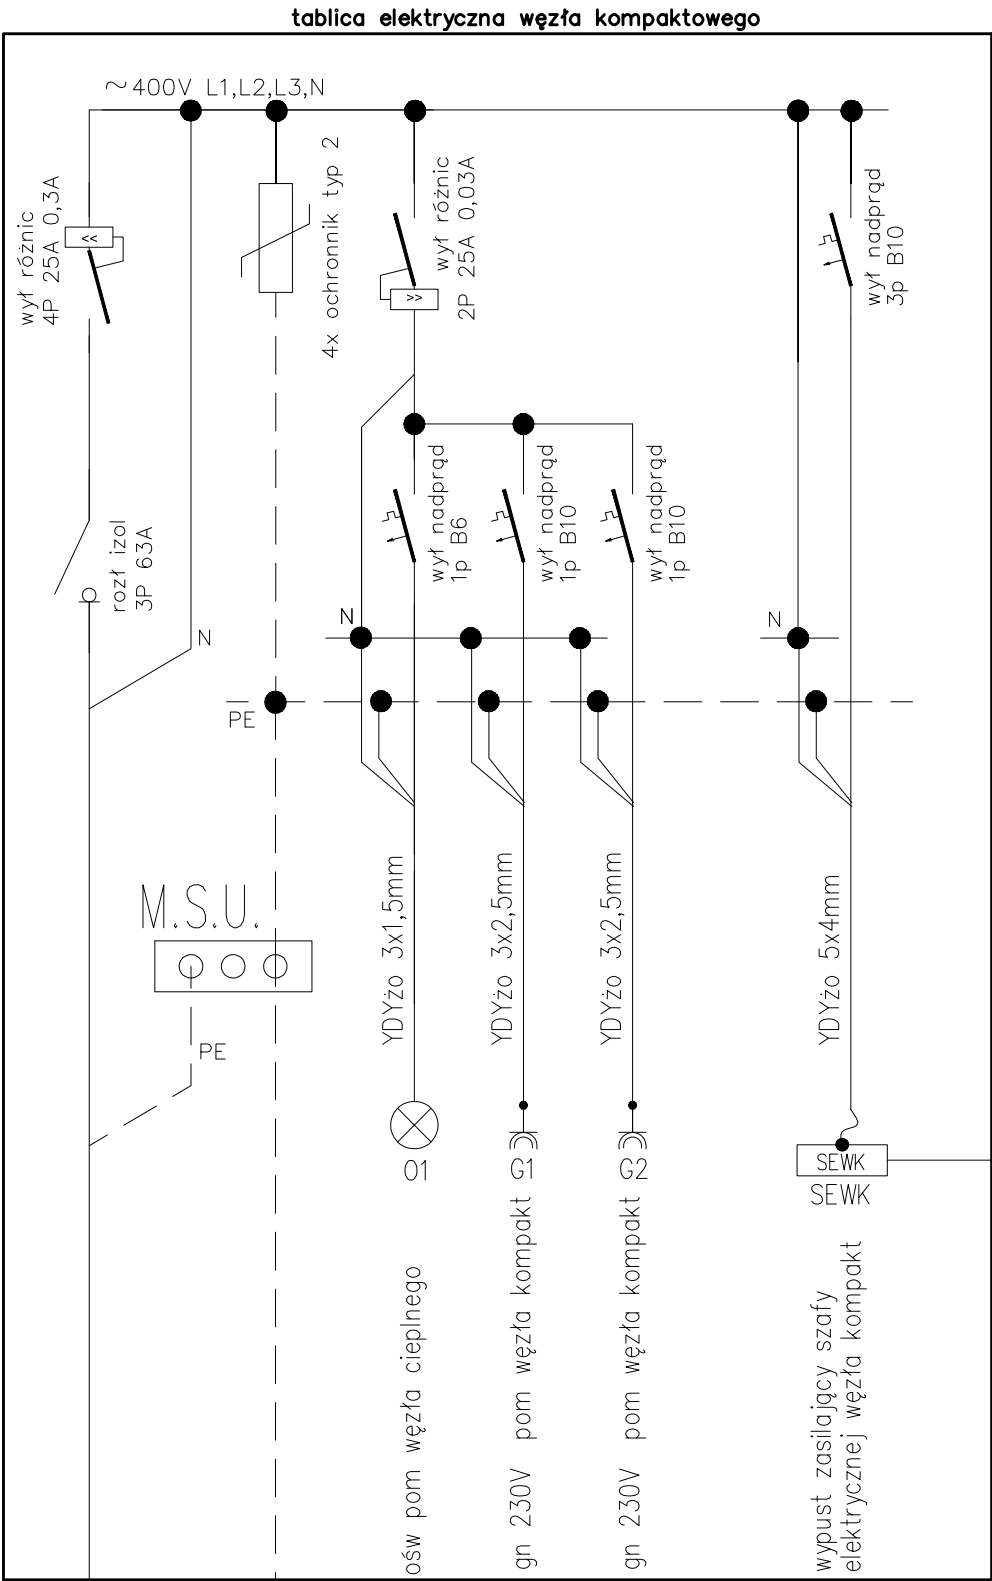 tablica elektryczna węzła kompaktowego
~400V L1,L2,L3,N
wył różnic
4P 25A 0,3A
<<
4x ochronnik typ 2
wył różnic
2P 25A 0,03A
>>
wył nadprąd
3p B10
rozł izol
3P 63A
wył nadprąd
1p B6
wył nadprąd
1p B10
wył nadprąd
1p B10
N
N
N
PE
M.S.U.
PE
YDYżo 3x1,5mm
YDYżo 3x2,5mm
YDYżo 3x2,5mm
YDYżo 5x4mm
O1
G1
G2
SEWK
SEWK
ośw pom węzła cieplnego
gn 230V pom węzła kompakt
gn 230V pom węzła kompakt
wypust zasilający szafy
elektrycznej węzła kompakt